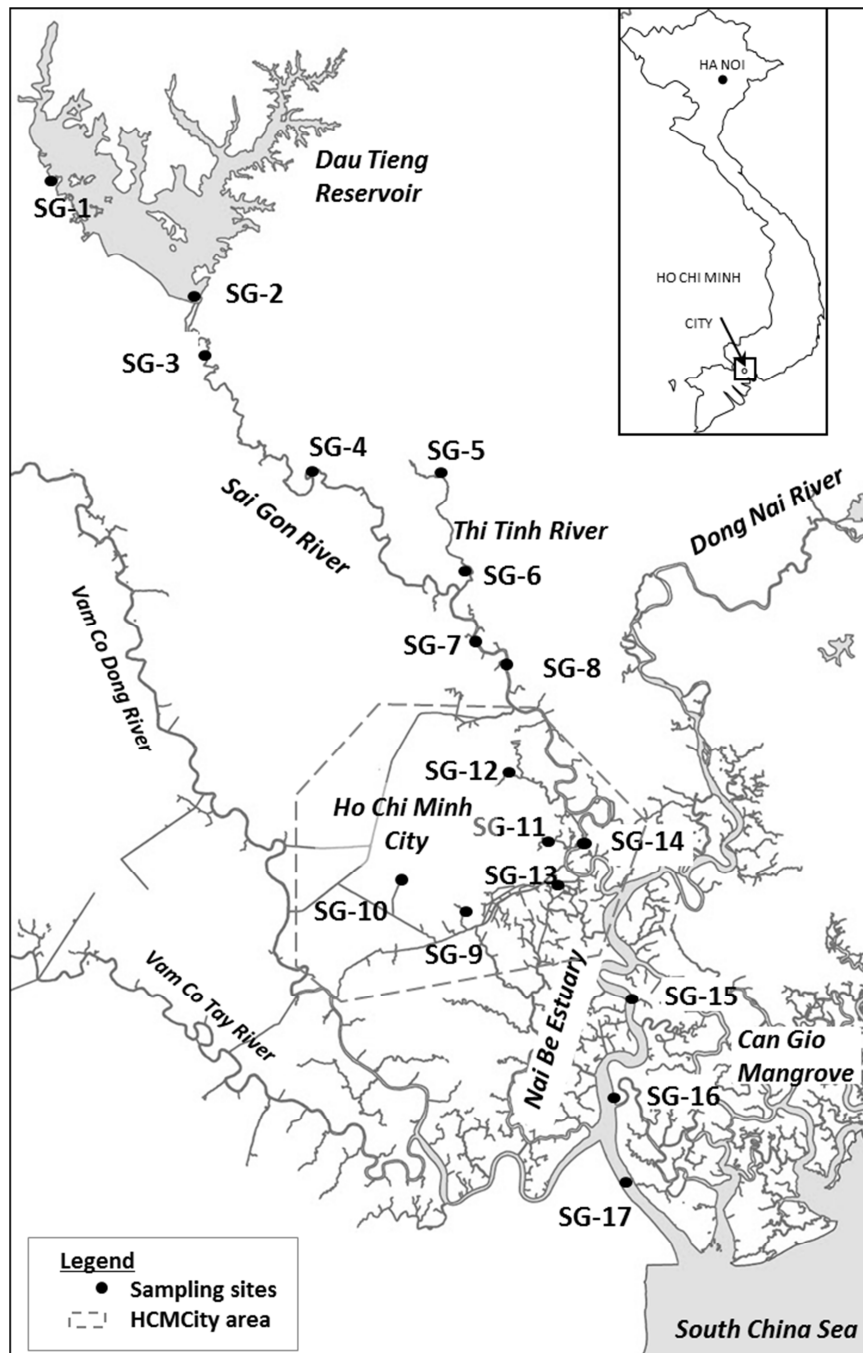 HA NOI
HO CHI MINH
CITY
Dau Tieng
Reservoir
SG-1
SG-2
SG-3
SG-4
SG-5
Sai Gon River
Thi Tinh River
Dong Nai River
SG-6
Vam Co Dong River
SG-7
SG-8
SG-12
Ho Chi Minh
City
SG-11
SG-14
SG-13
SG-10
SG-9
Vam Co Tay River
Nai Be Estuary
SG-15
Can Gio
Mangrove
SG-16
SG-17
Legend
Sampling sites
HCMCity area
South China Sea